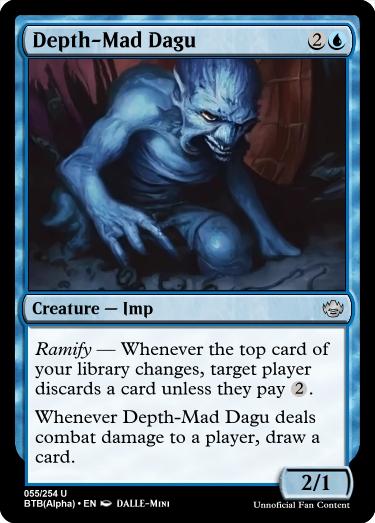 Depth-Mad Dagu 2
Creature — Imp
Ramify — Whenever the top card of
your library changes, target player
discards a card unless they pay 2.
Whenever Depth-Mad Dagu deals
combat damage to a player, draw a
card.
2/1
055/254 U
BTB(Alpha) • EN DALLE-Mini
Unnoficial Fan Content